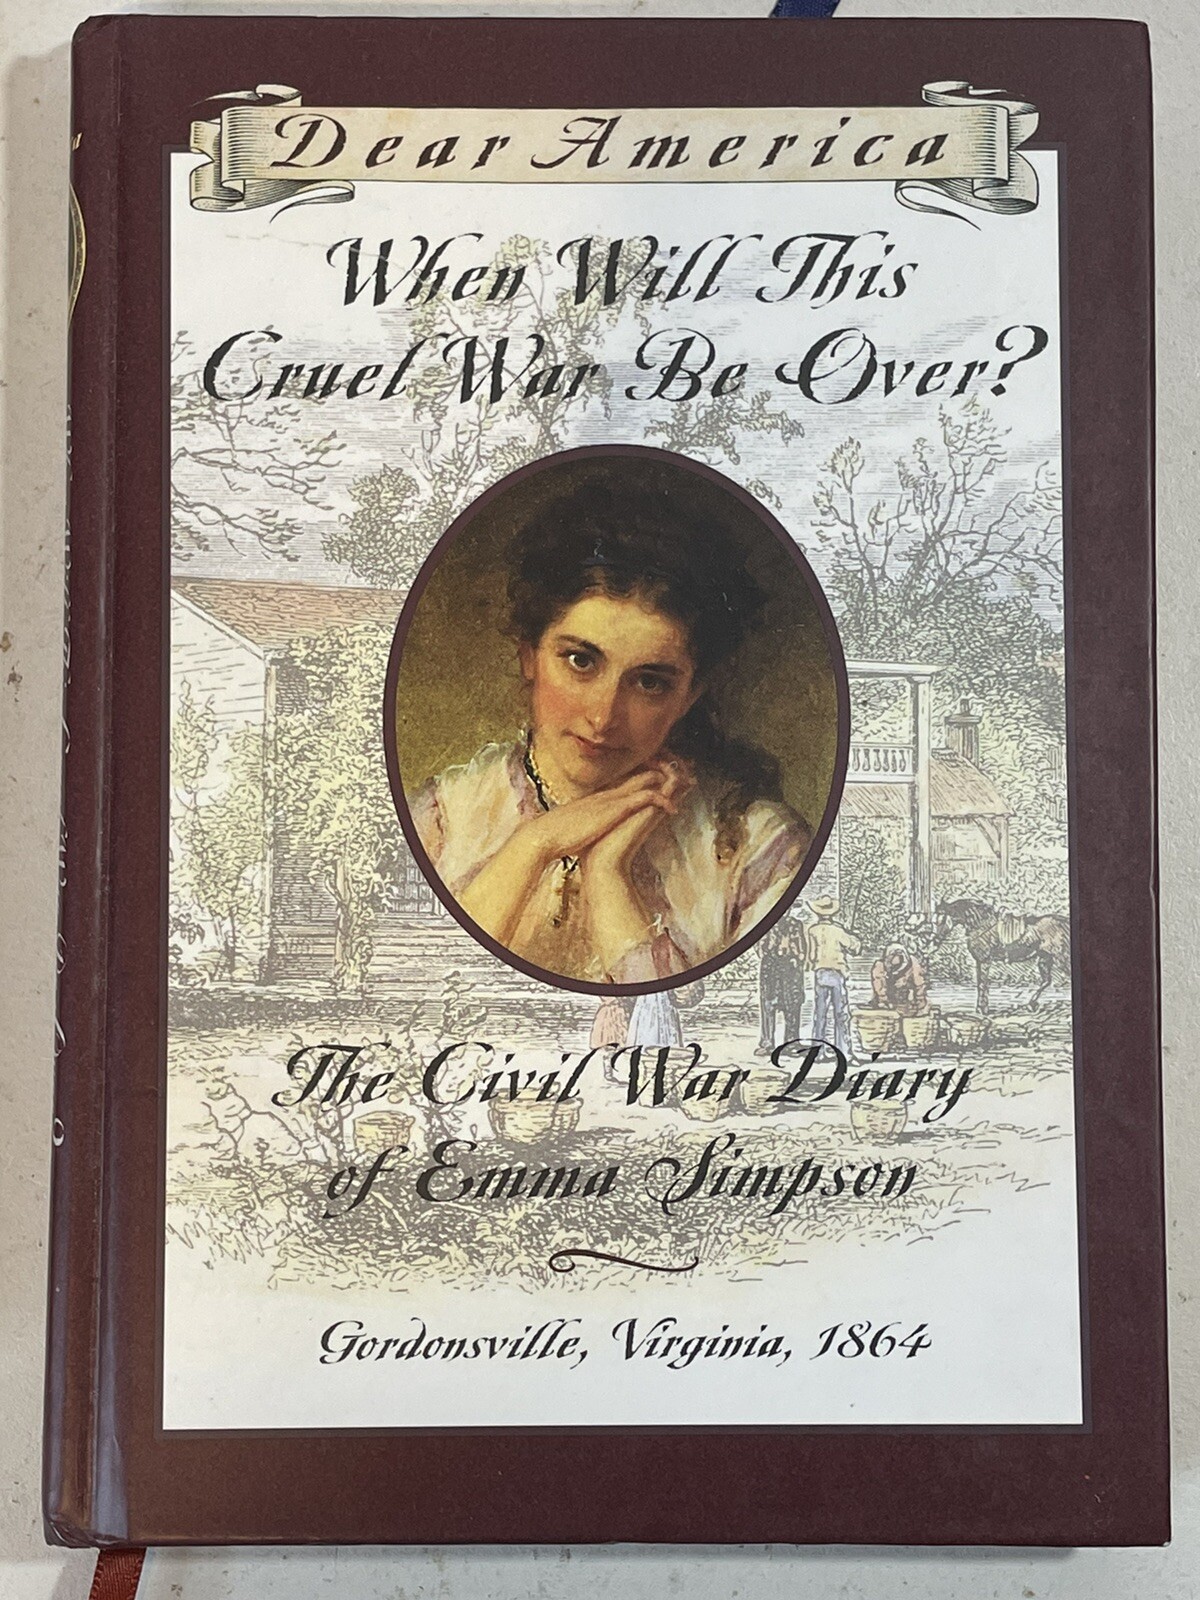 Dear America
When Will This
Cruel War Be Over?
The Civil War Diary
of Emma Simpson
Gordonsville, Virginia, 1864